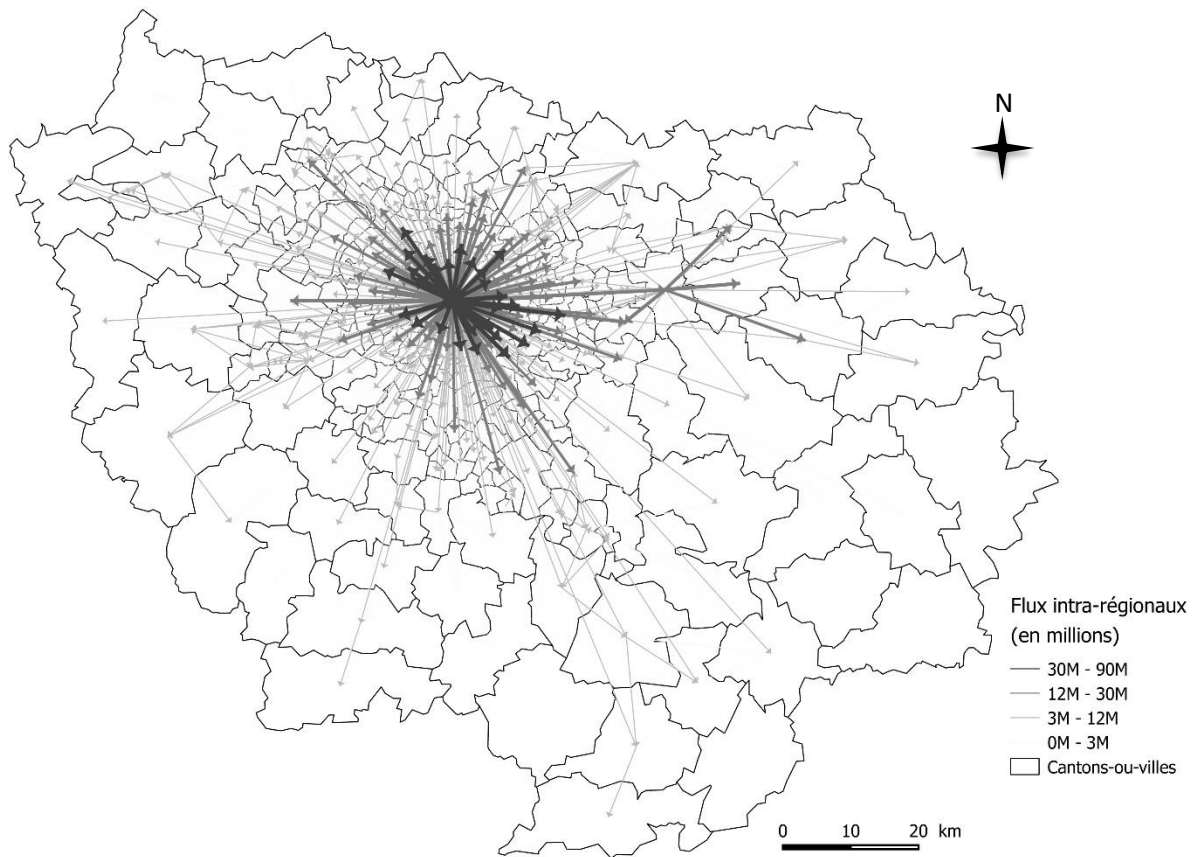 N
Flux intra-régionaux
(en millions)
30M - 90M
12M - 30M
3M - 12M
0M - 3M
Cantons-ou-villes
0 10 20 km